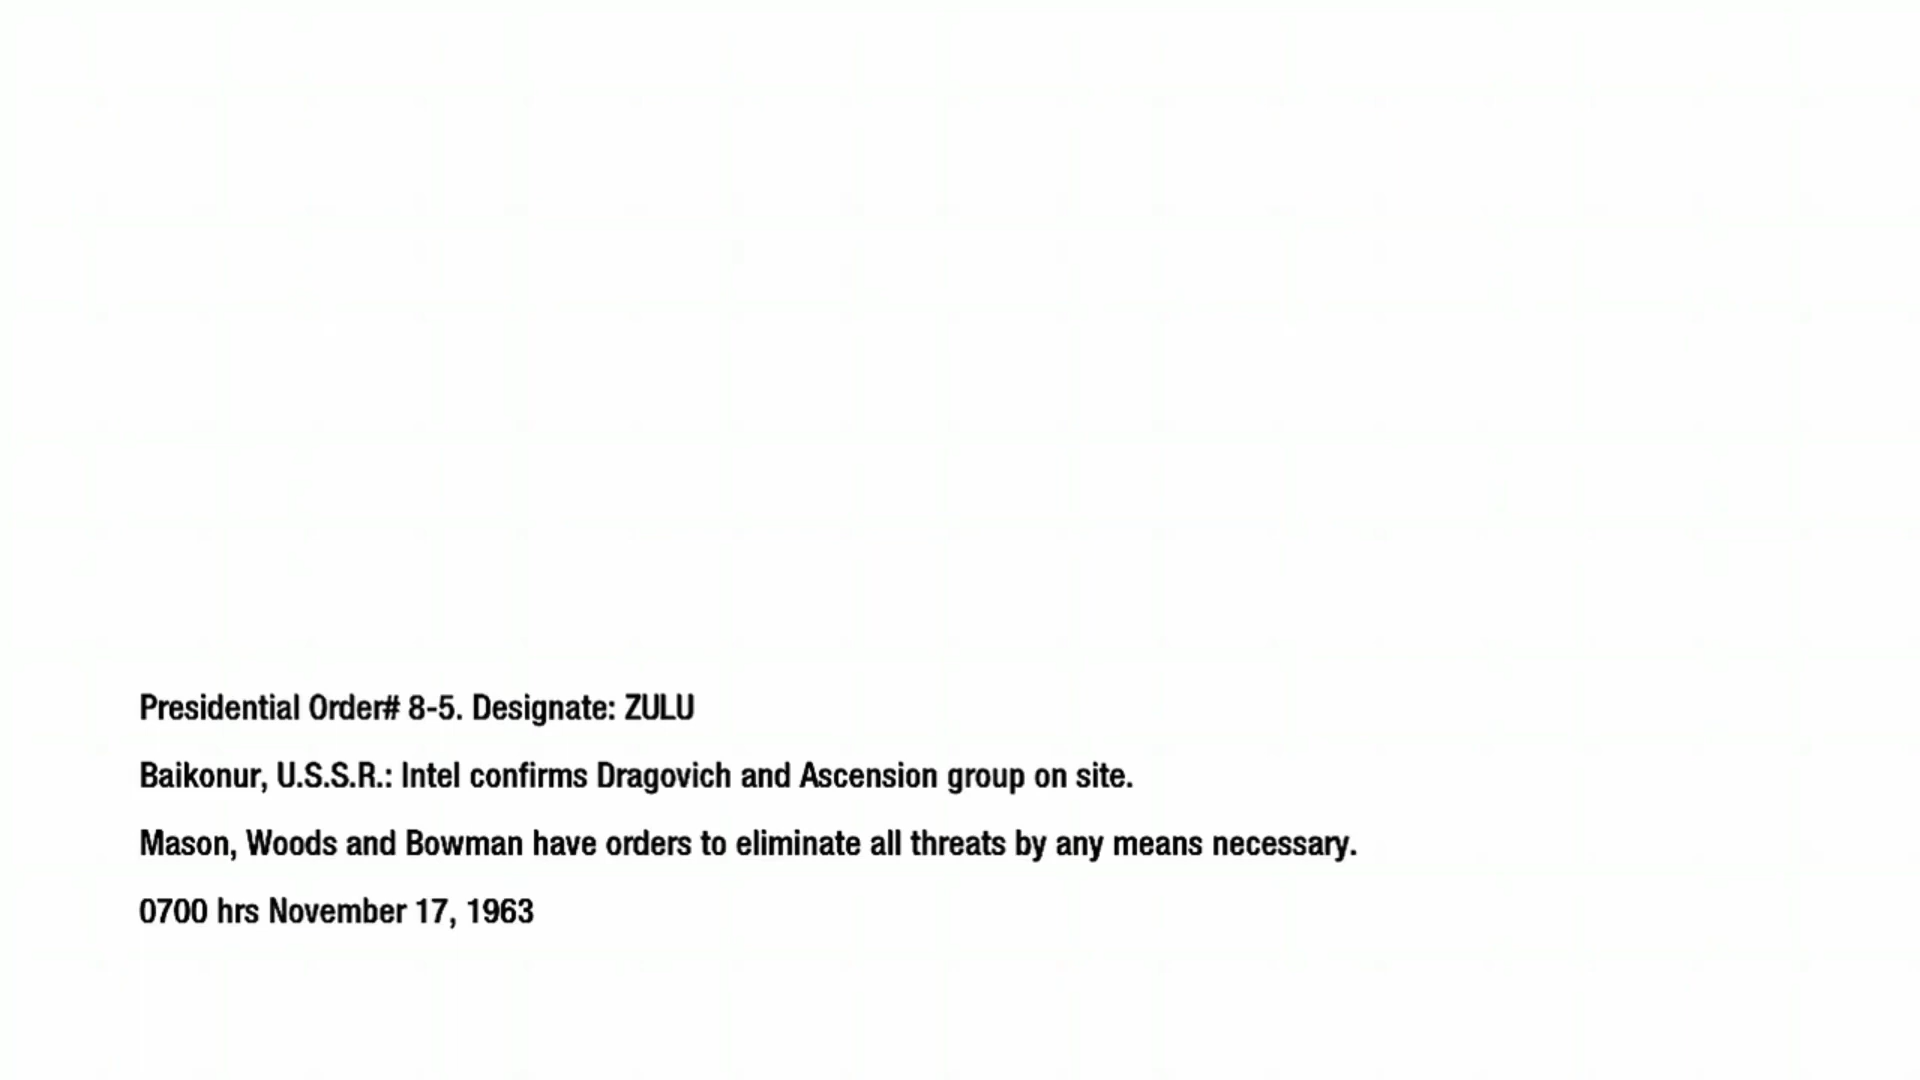 Presidential Order# 8-5. Designate: ZULU
Baikonur, U.S.S.R.: Intel confirms Dragovich and Ascension group on site.
Mason, Woods and Bowman have orders to eliminate all threats by any means necessary.
0700 hrs November 17, 1963